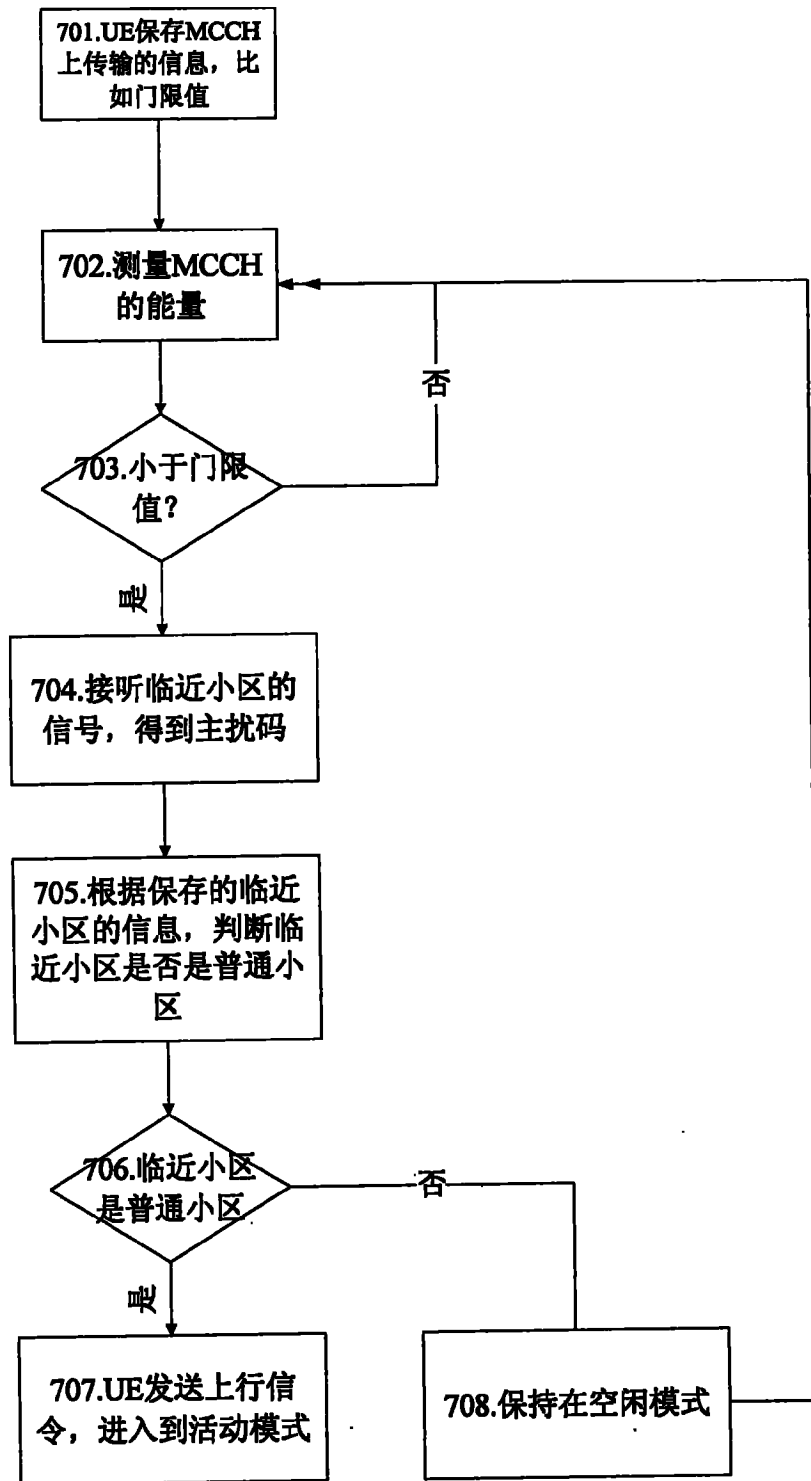 701.UE保存MCCH
上传输的信息，比
如门限值
702.测量MCCH
的能量
否
703.小于门限
值？
是
704.接听临近小区的
信号，得到主扰码
705.根据保存的临近
小区的信息，判断临
近小区是否是普通小
区
706.临近小区
是普通小区
否
是
707.UE发送上行信
令，进入到活动模式
708.保持在空闲模式